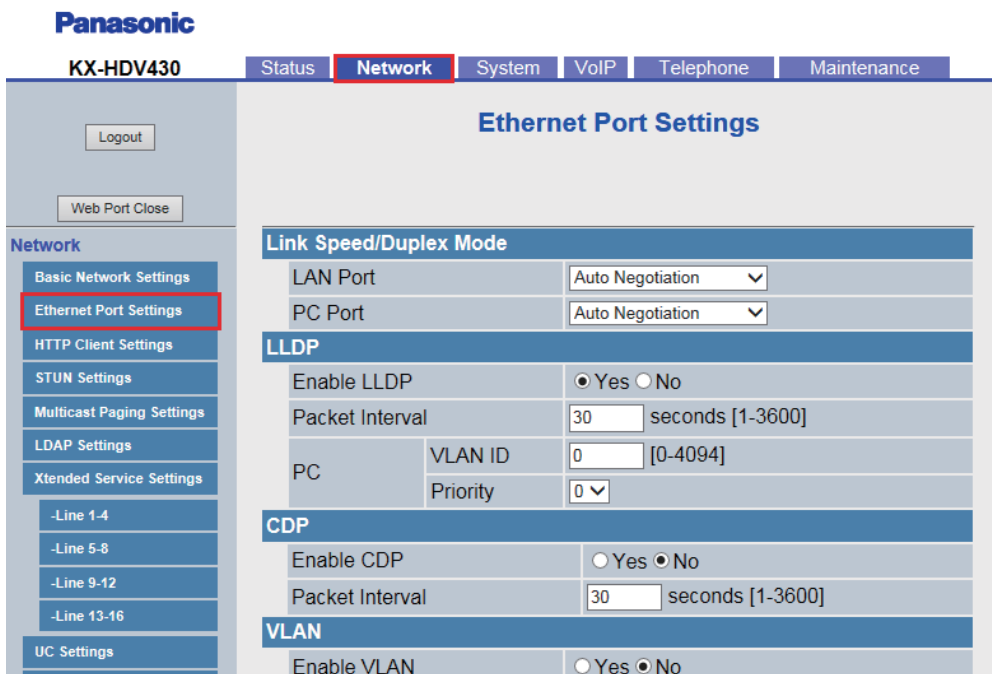 Panasonic
KX-HDV430
Status Network System VoIP Telephone Maintenance
Logout
Web Port Close
Network
Basic Network Settings
Ethernet Port Settings
HTTP Client Settings
STUN Settings
Multicast Paging Settings
LDAP Settings
Xtended Service Settings
-Line 1-4
-Line 5-8
-Line 9-12
-Line 13-16
UC Settings
Ethernet Port Settings
Link Speed/Duplex Mode
LAN Port Auto Negotiation
PC Port Auto Negotiation
LLDP
Enable LLDP Yes No
Packet Interval 30 seconds [1-3600]
PC VLAN ID 0 [0-4094]
Priority 0
CDP
Enable CDP Yes No
Packet Interval 30 seconds [1-3600]
VLAN
Enable VLAN Yes No